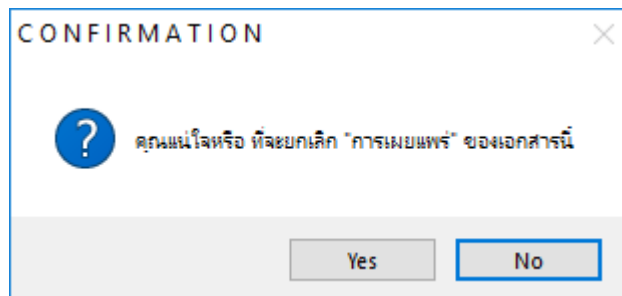 CONFIRMATION
คุณแน่ใจหรือ ที่จะยกเลิก "การเผยแพร่" ของเอกสารนี้
Yes No